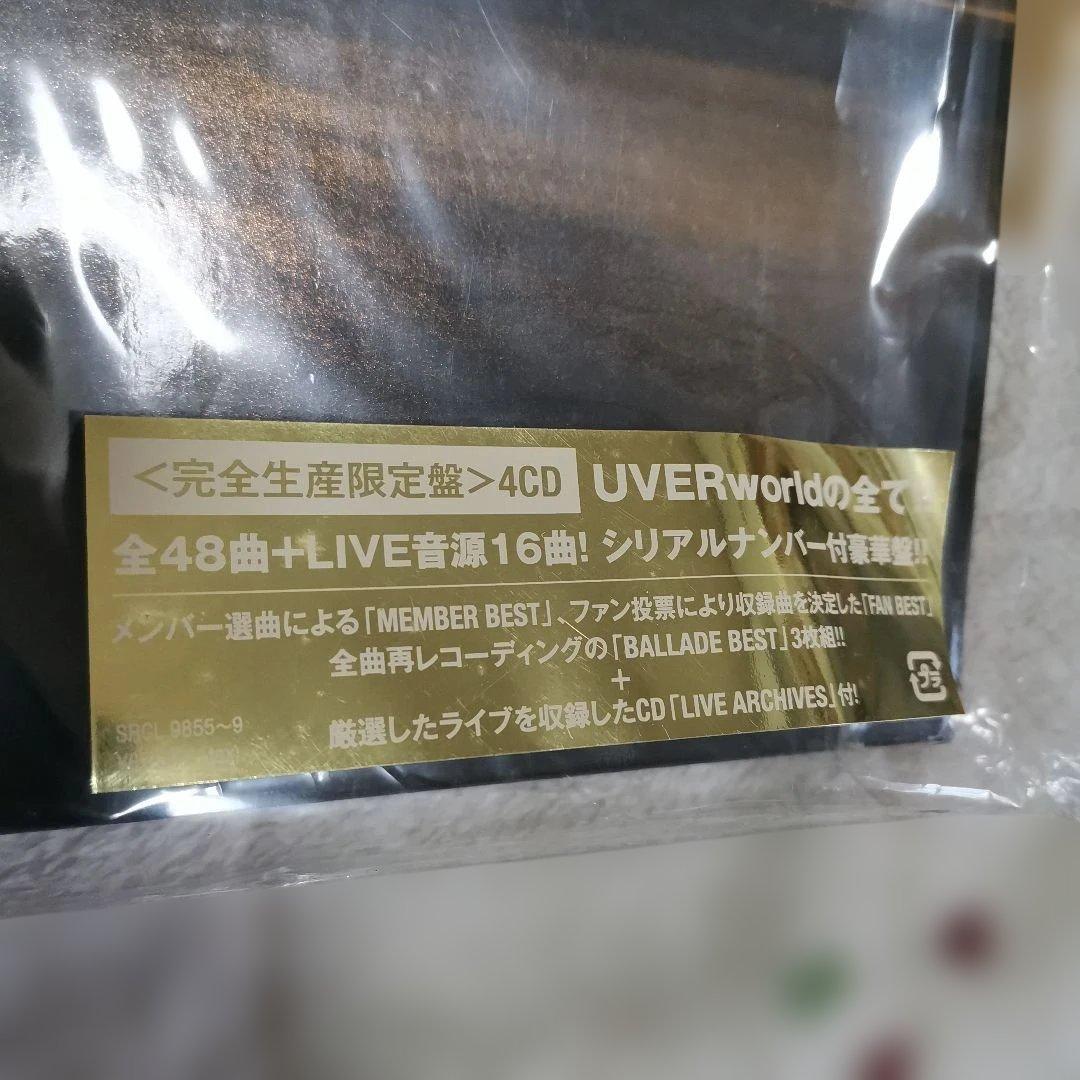 <完全生産限定盤>4CD UVERworldの全て
全48曲+LIVE音源16曲! シリアルナンバー付豪華盤!!
メンバー選曲による「MEMBER BEST」、ファン投票により収録曲を決定した「FAN BEST」
全曲再レコーディングの「BALLADE BEST」3枚組!!
+
厳選したライブを収録したCD「LIVE ARCHIVES」付!
プラ
SRCL 9855~9